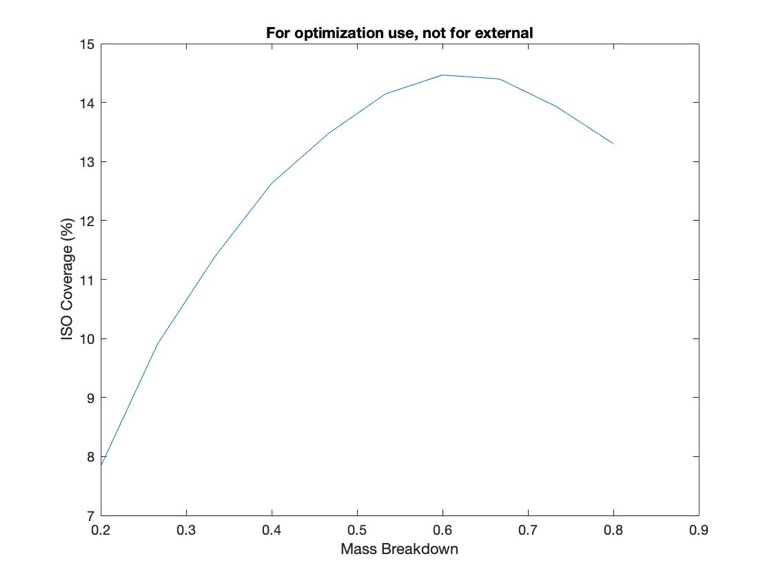 For optimization use, not for external
15
14
13
12
11
10
9
8
7
ISO Coverage (%)
0.2 0.3 0.4 0.5 0.6 0.7 0.8 0.9
Mass Breakdown